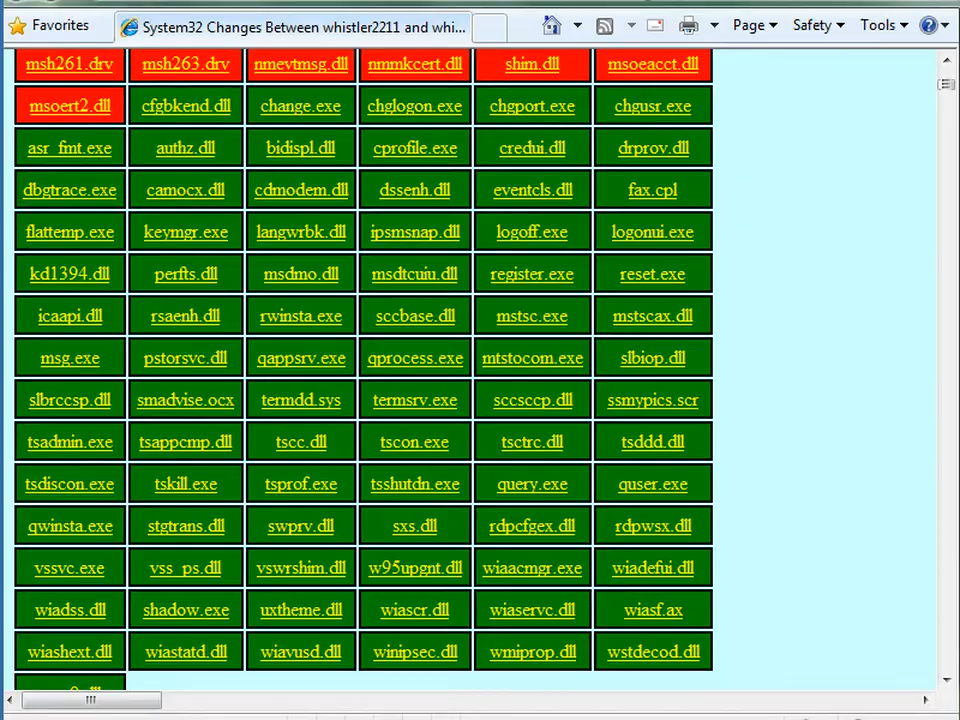 Favorites System32 Changes Between whistler2211 and whi... Page Safety Tools
msh261.drv msh263.drv nmevtmsg.dll nmmkcert.dll shim.dll msoeacct.dll
msoert2.dll cfgbkend.dll change.exe chglogon.exe chgport.exe chgusr.exe
asr_fmt.exe authz.dll bidispl.dll cprofile.exe credui.dll drprov.dll
dbgtrace.exe camocx.dll cdmodem.dll dssenh.dll eventcls.dll fax.cpl
flattemp.exe keymgr.exe langwrbk.dll ipsmsnap.dll logoff.exe logonui.exe
kd1394.dll perfts.dll msdmo.dll msdtcuiu.dll register.exe reset.exe
icaapi.dll rsaenh.dll rwinsta.exe sccbase.dll mstsc.exe mstscax.dll
msg.exe pstorsvc.dll qappsrv.exe qprocess.exe mtstocom.exe slbiop.dll
slbrccsp.dll smadvise.ocx termdd.sys termsrv.exe sccsccp.dll ssmypics.scr
tsadmin.exe tsappcmp.dll tscc.dll tscon.exe tsctrc.dll tsddd.dll
tsdiscon.exe tskill.exe tsprof.exe tsshutdn.exe query.exe quser.exe
qwinsta.exe stgtrans.dll swprv.dll sxs.dll rdpcfgex.dll rdpwsx.dll
vssvc.exe vss_ps.dll vswrshim.dll w95upgnt.dll wiaacmgr.exe wiadefui.dll
wiadss.dll shadow.exe uxtheme.dll wiascr.dll wiaservc.dll wiasf.ax
wiashext.dll wiastatd.dll wiavusd.dll winipsec.dll wmiprop.dll wstdecod.dll